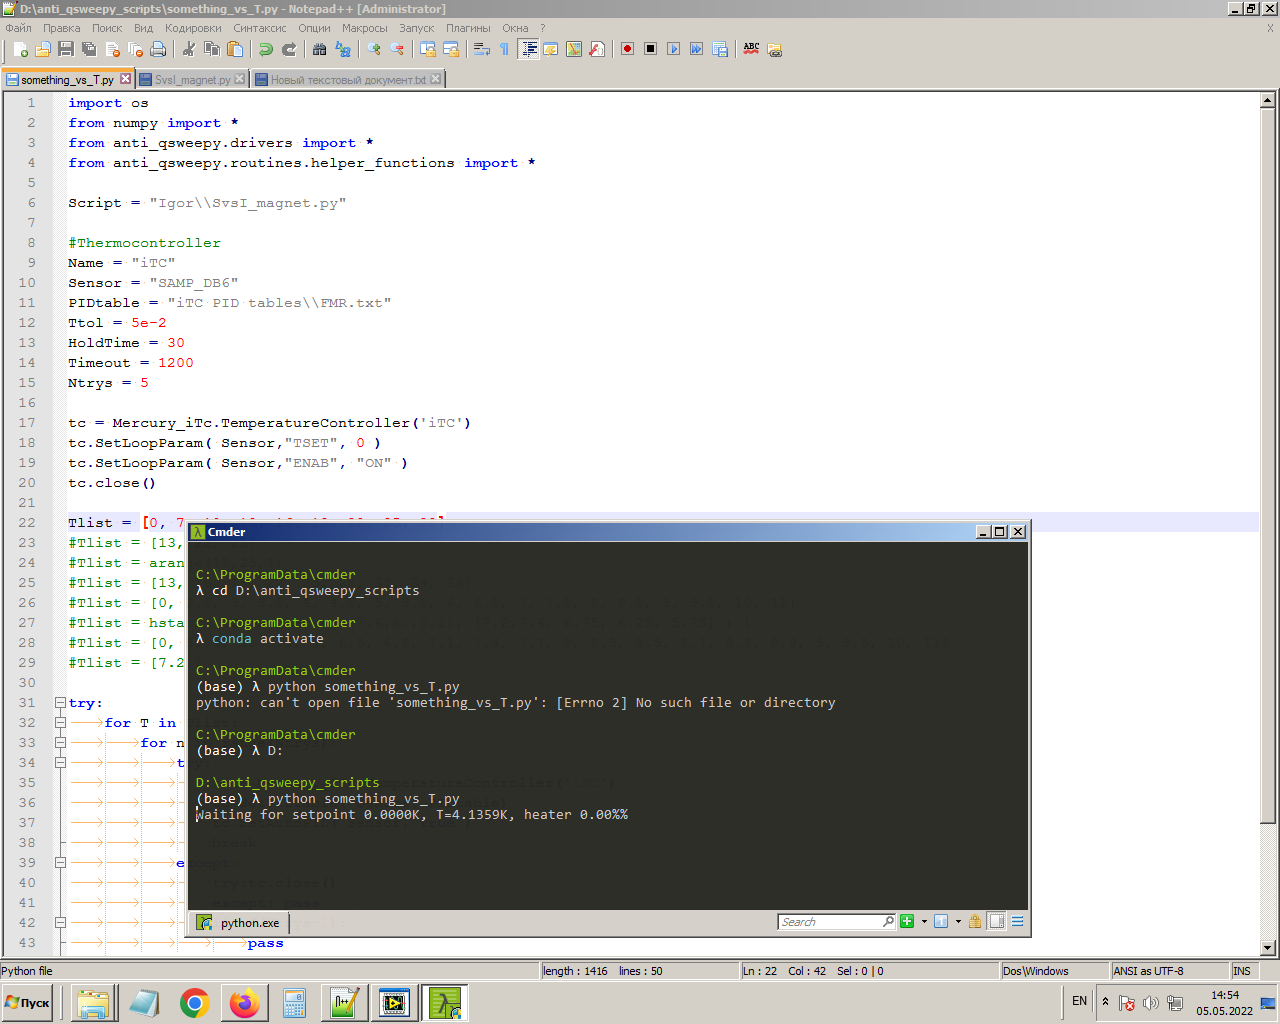 D:\anti_qsweepy_scripts\something_vs_T.py - Notepad++ [Administrator]
Файл Правка Поиск Вид Кодировки Синтаксис Опции Макросы Запуск Плагины Окна ?
something_vs_T.py SvsI_magnet.py Новый текстовый документ.txt
1 import os
2 from numpy import *
3 from anti_qsweepy.drivers import *
4 from anti_qsweepy.routines.helper_functions import *
5
6 Script = "Igor\\SvsI_magnet.py"
7
8 #Thermocontroller
9 Name = "iTC"
10 Sensor = "SAMP_DB6"
11 PIDtable = "iTC PID tables\\FMR.txt"
12 Ttol = 5e-2
13 HoldTime = 30
14 Timeout = 1200
15 Ntrys = 5
16
17 tc = Mercury_iTc.TemperatureController('iTC')
18 tc.SetLoopParam( Sensor,"TSET", 0 )
19 tc.SetLoopParam( Sensor,"ENAB", "ON" )
20 tc.close()
21
22 Tlist = [0, 7
23 #Tlist = [13,
24 #Tlist = aran
25 #Tlist = [13,
26 #Tlist = [0,
27 #Tlist = hsta
28 #Tlist = [0,
29 #Tlist = [7.2
30
31 try:
32 for T in
33 for n
34 t
35
36
37
38 break
39 e
40
41
42
43 pass
Cmder
C:\ProgramData\cmder
λ cd D:\anti_qsweepy_scripts
C:\ProgramData\cmder
λ conda activate
C:\ProgramData\cmder
(base) λ python something_vs_T.py
python: can't open file 'something_vs_T.py': [Errno 2] No such file or directory
C:\ProgramData\cmder
(base) λ D:
D:\anti_qsweepy_scripts
(base) λ python something_vs_T.py
Waiting for setpoint 0.0000K, T=4.1359K, heater 0.00%%
python.exe Search
Python file length : 1416 lines : 50 Ln : 22 Col : 42 Sel : 0 | 0 Dos\Windows ANSI as UTF-8 INS
Пуск EN 14:54
05.05.2022